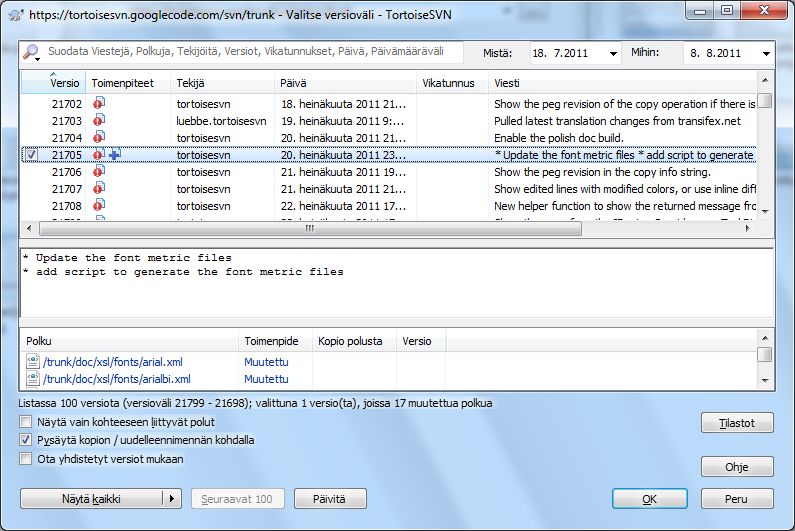 https://tortoisesvn.googlecode.com/svn/trunk - Valitse versioväli - TortoiseSVN
Suodata Viestejä, Polkuja, Tekijöitä, Versiot, Vikatunnukset, Päivä, Päivämääräväli Mistä: 18. 7.2011 Mihin: 8. 8.2011
Versio Toimenpiteet Tekijä Päivä Vikatunnus Viesti
21702 tortoisesvn 18. heinäkuuta 2011 21... Show the peg revision of the copy operation if there is
21703 luebbe.tortoisesvn 19. heinäkuuta 2011 9:... Pulled latest translation changes from transifex.net
21704 tortoisesvn 20. heinäkuuta 2011 21... Enable the polish doc build.
21705 tortoisesvn 20. heinäkuuta 2011 23... * Update the font metric files * add script to generate
21706 tortoisesvn 21. heinäkuuta 2011 19... Show the peg revision in the copy info string.
21707 tortoisesvn 21. heinäkuuta 2011 21... Show edited lines with modified colors, or use inline dif
21708 tortoisesvn 22. heinäkuuta 2011 17... New helper function to show the returned message fro
* Update the font metric files
* add script to generate the font metric files
Polku Toimenpide Kopio polusta Versio
/trunk/doc/xsl/fonts/arial.xml Muutettu
/trunk/doc/xsl/fonts/arialbi.xml Muutettu
Listassa 100 versiota (versioväli 21799 - 21698); valittuna 1 versio(ta), joissa 17 muutettua polkua
Näytä vain kohteeseen liittyvät polut
Pysäytä kopion / uudelleennimennän kohdalla
Ota yhdistetyt versiot mukaan
Tilastot
Ohje
Näytä kaikki Seuraavat 100 Päivitä OK Peru